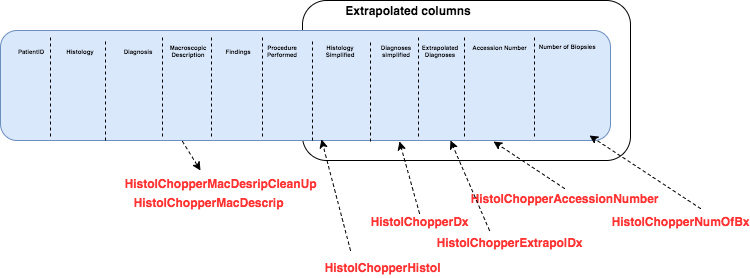 Extrapolated columns
PatientID
Histology
Diagnosis
Macroscopic
Description
Findings
Procedure
Performed
Histology
Simplified
Diagnoses
simplified
Extrapolated
Diagnoses
Accession Number
Number of Biopsies
HistolChopperMacDesripCleanUp
HistolChopperMacDescrip
HistolChopperAccessionNumber
HistolChopperDx
HistolChopperNumOfBx
HistolChopperExtrapolDx
HistolChopperHistol